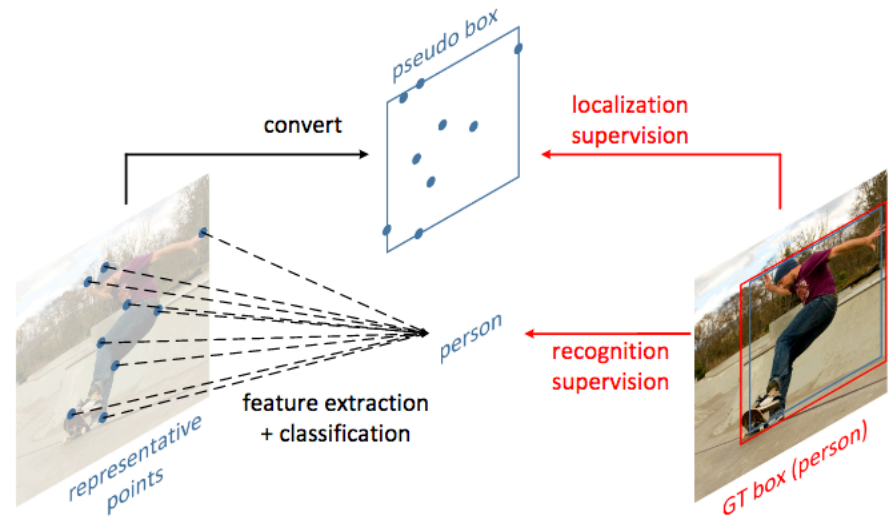 pseudo box
convert
localization
supervision
person
recognition
supervision
feature extraction
+ classification
representative
points
GT box (person)